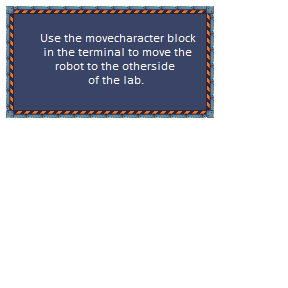 Use the movecharacter block
in the terminal to move the
robot to the otherside
of the lab.